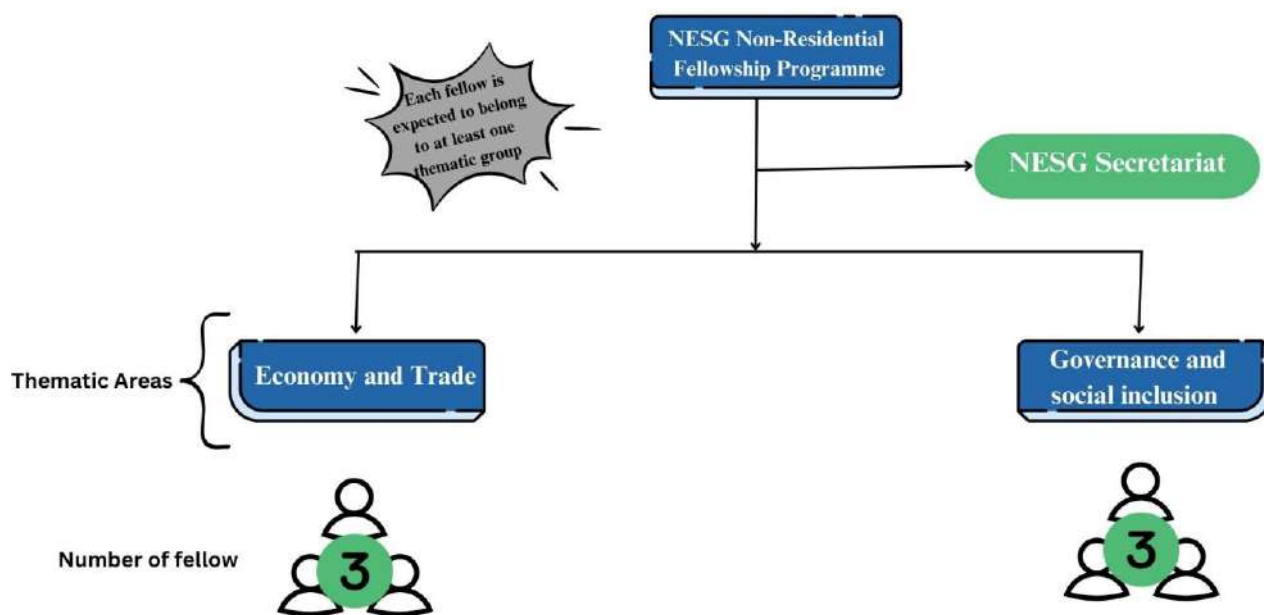 NESG Non-Residential
Fellowship Programme
Each fellow is
expected to belong
to at least one
thematic group
NESG Secretariat
Thematic Areas
Economy and Trade
Governance and
social inclusion
Number of fellow
3
3